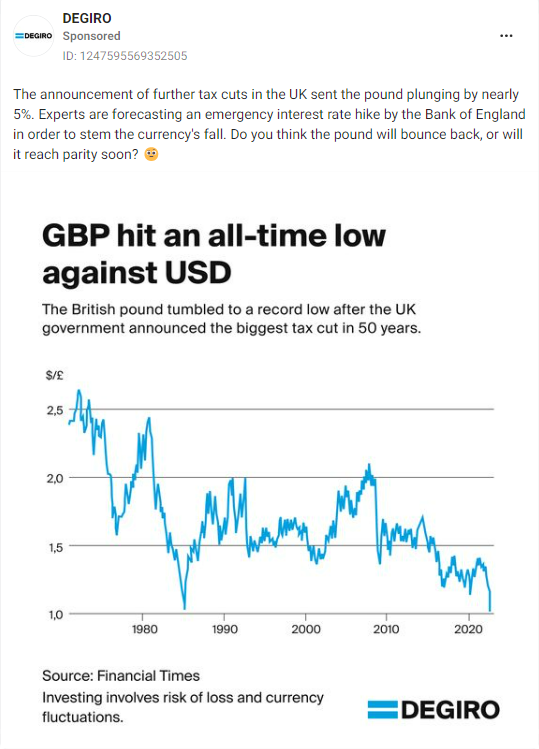 DEGIRO
DEGIRO
Sponsored
ID: 1247595569352505
The announcement of further tax cuts in the UK sent the pound plunging by nearly
5%. Experts are forecasting an emergency interest rate hike by the Bank of England
in order to stem the currency's fall. Do you think the pound will bounce back, or will
it reach parity soon? 🫤
GBP hit an all-time low
against USD
The British pound tumbled to a record low after the UK
government announced the biggest tax cut in 50 years.
$/£
2,5
2,0
1,5
1,0
1980 1990 2000 2010 2020
Source: Financial Times
Investing involves risk of loss and currency
fluctuations.
DEGIRO